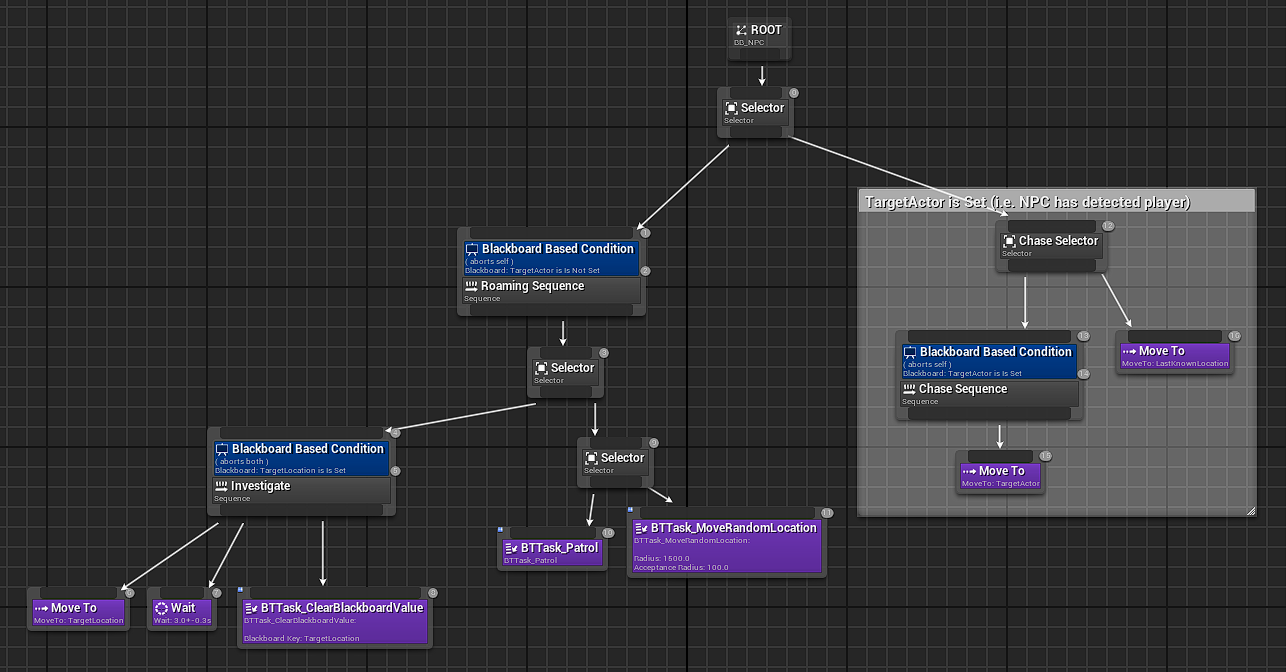 ROOT
BB_NPC
0
Selector
Selector
TargetActor is Set (i.e. NPC has detected player)
12
Chase Selector
Selector
1
Blackboard Based Condition
( aborts self )
Blackboard: TargetActor is Is Not Set
2
Roaming Sequence
Sequence
13
Blackboard Based Condition
( aborts self )
Blackboard: TargetActor is Is Set
14
Chase Sequence
Sequence
16
Move To
MoveTo: LastKnownLocation
3
Selector
Selector
15
Move To
MoveTo: TargetActor
4
Blackboard Based Condition
( aborts both )
Blackboard: TargetLocation is Is Set
5
Investigate
Sequence
9
Selector
Selector
10
BTTask_Patrol
BTTask_Patrol
11
BTTask_MoveRandomLocation
BTTask_MoveRandomLocation:
Radius: 1500.0
Acceptance Radius: 100.0
6
Move To
MoveTo: TargetLocation
7
Wait
Wait: 3.0+-0.3s
8
BTTask_ClearBlackboardValue
BTTask_ClearBlackboardValue:
Blackboard Key: TargetLocation